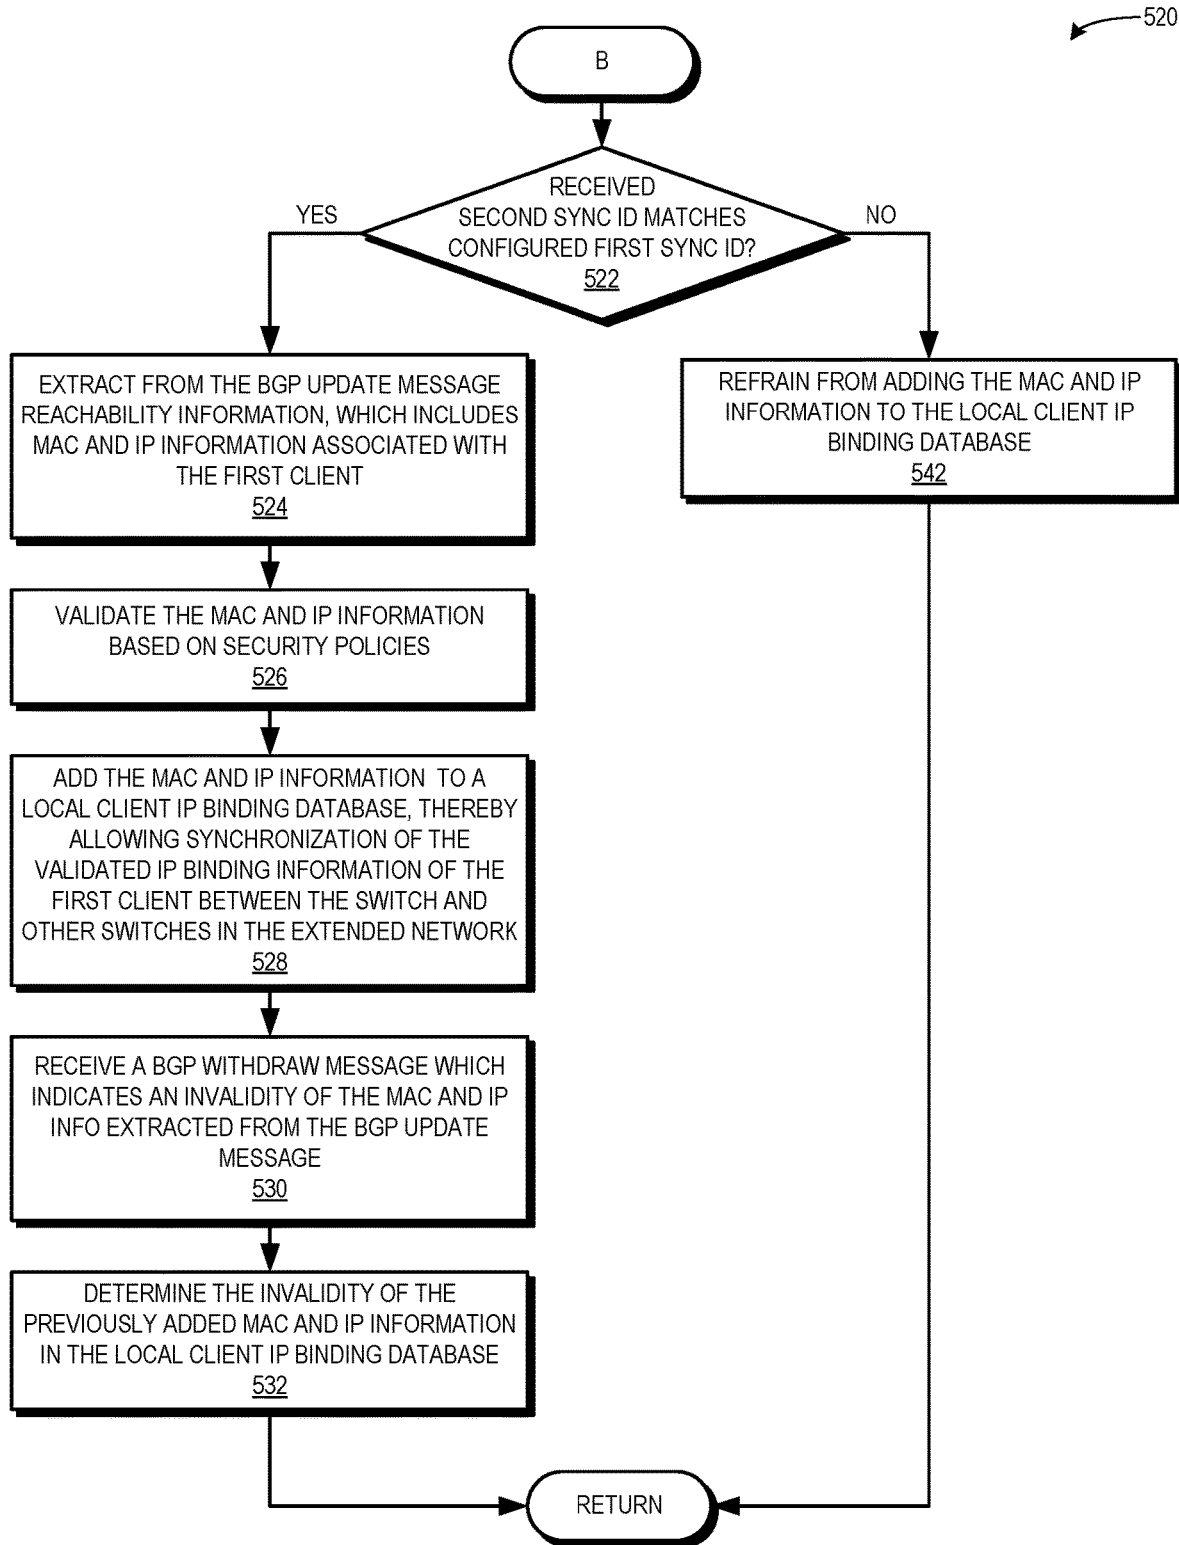 520
B
RECEIVED
SECOND SYNC ID MATCHES
CONFIGURED FIRST SYNC ID?
522
YES
NO
EXTRACT FROM THE BGP UPDATE MESSAGE
REACHABILITY INFORMATION, WHICH INCLUDES
MAC AND IP INFORMATION ASSOCIATED WITH
THE FIRST CLIENT
524
REFRAIN FROM ADDING THE MAC AND IP
INFORMATION TO THE LOCAL CLIENT IP
BINDING DATABASE
542
VALIDATE THE MAC AND IP INFORMATION
BASED ON SECURITY POLICIES
526
ADD THE MAC AND IP INFORMATION TO A
LOCAL CLIENT IP BINDING DATABASE, THEREBY
ALLOWING SYNCHRONIZATION OF THE
VALIDATED IP BINDING INFORMATION OF THE
FIRST CLIENT BETWEEN THE SWITCH AND
OTHER SWITCHES IN THE EXTENDED NETWORK
528
RECEIVE A BGP WITHDRAW MESSAGE WHICH
INDICATES AN INVALIDITY OF THE MAC AND IP
INFO EXTRACTED FROM THE BGP UPDATE
MESSAGE
530
DETERMINE THE INVALIDITY OF THE
PREVIOUSLY ADDED MAC AND IP INFORMATION
IN THE LOCAL CLIENT IP BINDING DATABASE
532
RETURN